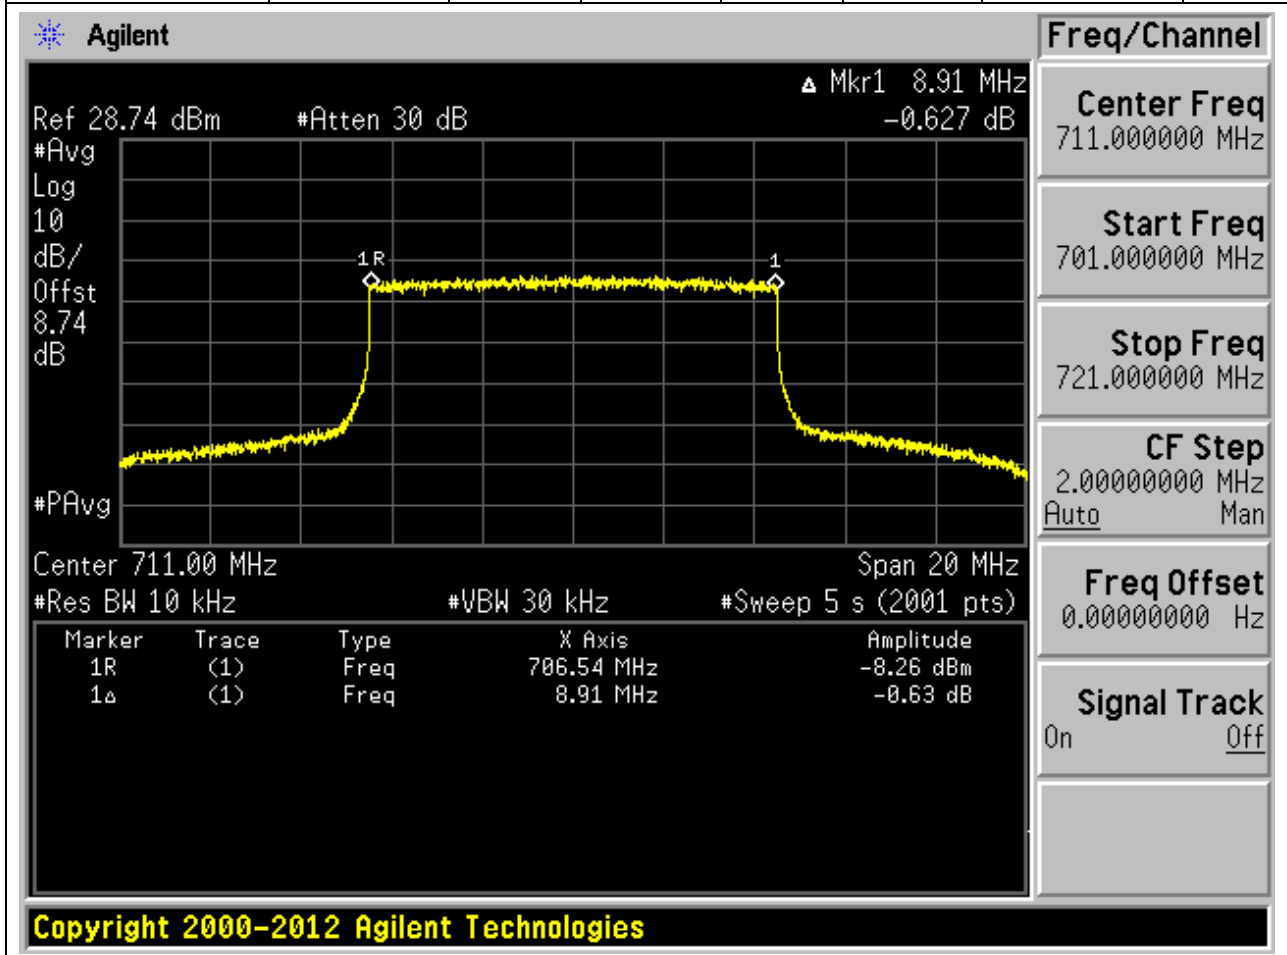 Agilent
Freq/Channel
▵ Mkr1 8.91 MHz
Ref 28.74 dBm #Atten 30 dB -0.627 dB
#Avg
Log
10
dB/
Offst
8.74
dB
1R
1
#PAvg
Center 711.00 MHz Span 20 MHz
#Res BW 10 kHz #VBW 30 kHz #Sweep 5 s (2001 pts)
Marker Trace Type X Axis Amplitude
1R (1) Freq 706.54 MHz -8.26 dBm
1▵ (1) Freq 8.91 MHz -0.63 dB
Center Freq
711.000000 MHz
Start Freq
701.000000 MHz
Stop Freq
721.000000 MHz
CF Step
2.00000000 MHz
Auto Man
Freq Offset
0.00000000 Hz
Signal Track
On Off
Copyright 2000-2012 Agilent Technologies